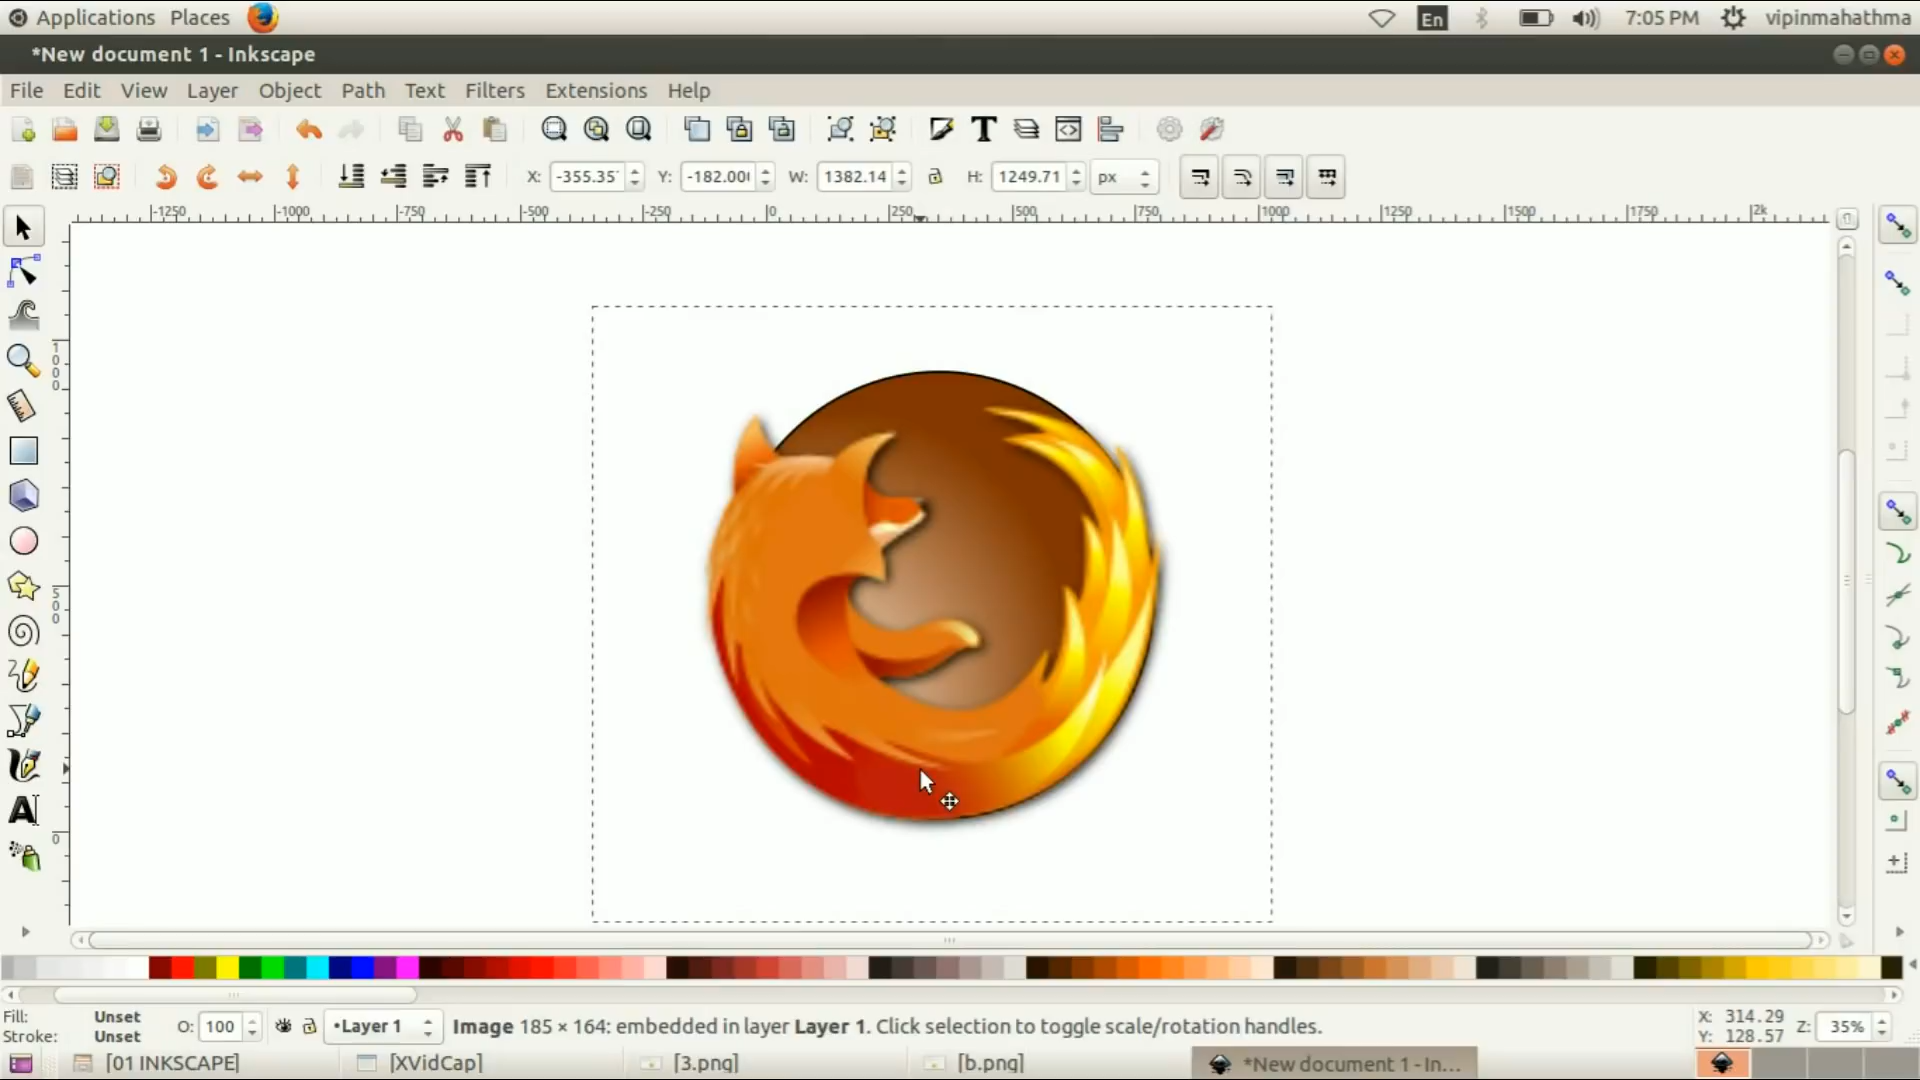 Applications Places En 7:05 PM vipinmahathma
*New document 1 - Inkscape
File Edit View Layer Object Path Text Filters Extensions Help
X: -355.35 Y: -182.00 W: 1382.14 H: 1249.71 px
-1250 -1000 -750 -500 -250 0 250 500 750 1000 1250 1500 1750 2k
1000
500
0
A
Fill: Unset
Stroke: Unset
O: 100 •Layer 1 Image 185 × 164: embedded in layer Layer 1. Click selection to toggle scale/rotation handles.
X: 314.29
Y: 128.57
Z: 35%
[01 INKSCAPE] [XVidCap] [3.png] [b.png] *New document 1 - In...